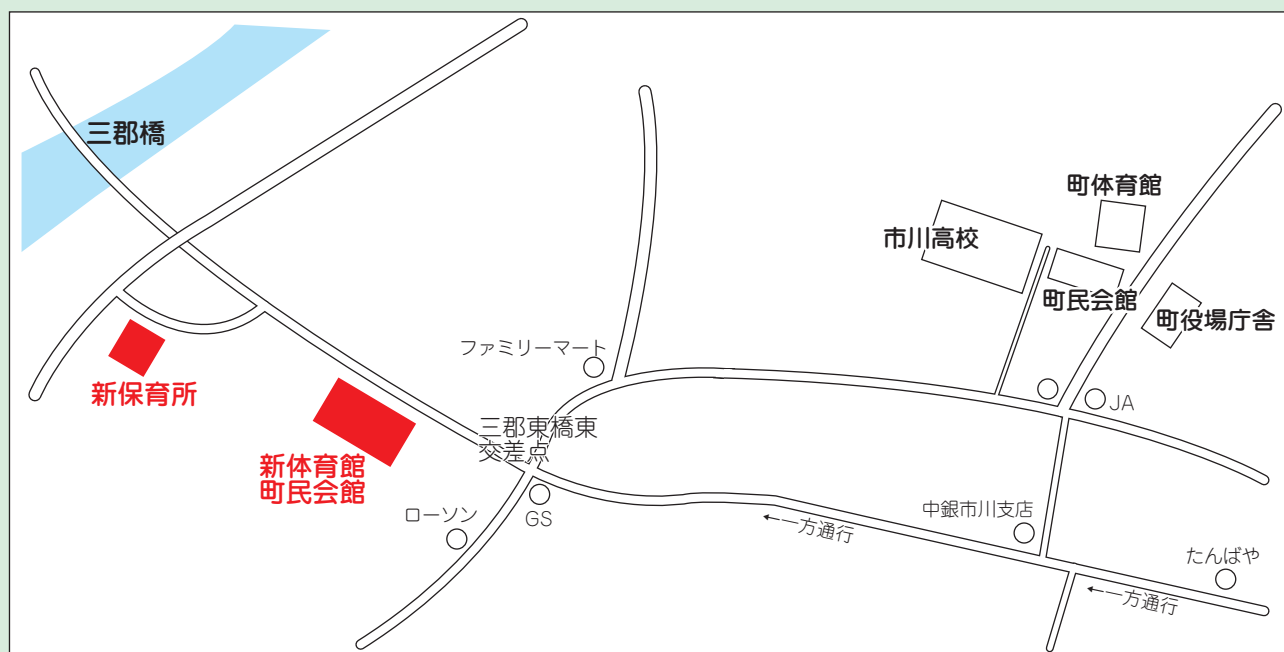 三郡橋
町体育館
市川高校
町民会館
町役場庁舎
ファミリーマート
新保育所
JA
三郡東橋東
交差点
新体育館
町民会館
ローソン
GS
中銀市川支店
←一方通行
たんばや
←一方通行